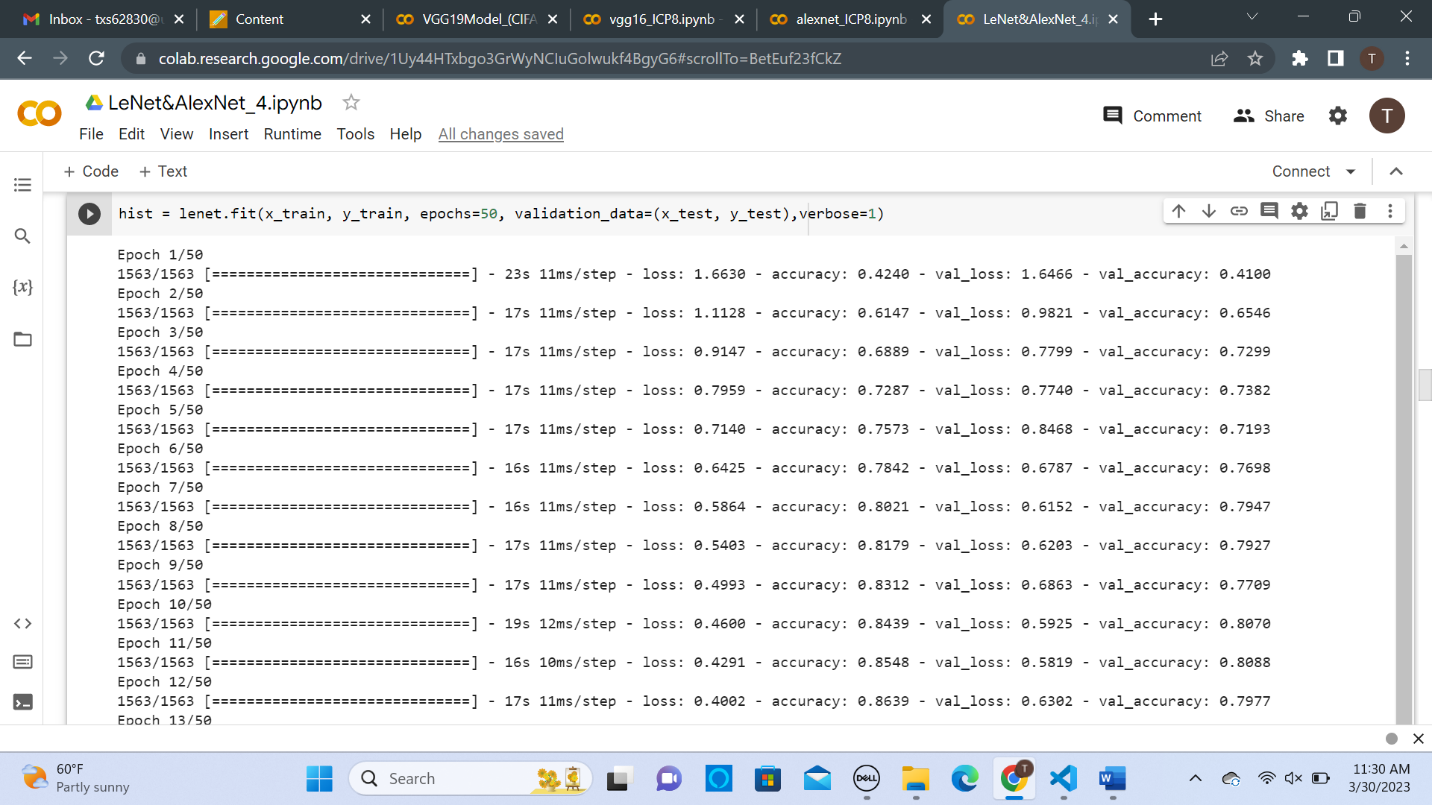 Inbox - txs62830@u
Content
VGG19Model_(CIFA
vgg16_ICP8.ipynb -
alexnet_ICP8.ipynb
LeNet&AlexNet_4.i
colab.research.google.com/drive/1Uy44HTxbgo3GrWyNCIuGolwukf4BgyG6#scrollTo=BetEuf23fCkZ
T
LeNet&AlexNet_4.ipynb
Comment
Share
T
File Edit View Insert Runtime Tools Help All changes saved
+ Code + Text
Connect
{x}
hist = lenet.fit(x_train, y_train, epochs=50, validation_data=(x_test, y_test),verbose=1)
Epoch 1/50
1563/1563 [==============================] - 23s 11ms/step - loss: 1.6630 - accuracy: 0.4240 - val_loss: 1.6466 - val_accuracy: 0.4100
Epoch 2/50
1563/1563 [==============================] - 17s 11ms/step - loss: 1.1128 - accuracy: 0.6147 - val_loss: 0.9821 - val_accuracy: 0.6546
Epoch 3/50
1563/1563 [==============================] - 17s 11ms/step - loss: 0.9147 - accuracy: 0.6889 - val_loss: 0.7799 - val_accuracy: 0.7299
Epoch 4/50
1563/1563 [==============================] - 17s 11ms/step - loss: 0.7959 - accuracy: 0.7287 - val_loss: 0.7740 - val_accuracy: 0.7382
Epoch 5/50
1563/1563 [==============================] - 17s 11ms/step - loss: 0.7140 - accuracy: 0.7573 - val_loss: 0.8468 - val_accuracy: 0.7193
Epoch 6/50
1563/1563 [==============================] - 16s 11ms/step - loss: 0.6425 - accuracy: 0.7842 - val_loss: 0.6787 - val_accuracy: 0.7698
Epoch 7/50
1563/1563 [==============================] - 16s 11ms/step - loss: 0.5864 - accuracy: 0.8021 - val_loss: 0.6152 - val_accuracy: 0.7947
Epoch 8/50
1563/1563 [==============================] - 17s 11ms/step - loss: 0.5403 - accuracy: 0.8179 - val_loss: 0.6203 - val_accuracy: 0.7927
Epoch 9/50
1563/1563 [==============================] - 17s 11ms/step - loss: 0.4993 - accuracy: 0.8312 - val_loss: 0.6863 - val_accuracy: 0.7709
Epoch 10/50
1563/1563 [==============================] - 19s 12ms/step - loss: 0.4600 - accuracy: 0.8439 - val_loss: 0.5925 - val_accuracy: 0.8070
Epoch 11/50
1563/1563 [==============================] - 16s 10ms/step - loss: 0.4291 - accuracy: 0.8548 - val_loss: 0.5819 - val_accuracy: 0.8088
Epoch 12/50
1563/1563 [==============================] - 17s 11ms/step - loss: 0.4002 - accuracy: 0.8639 - val_loss: 0.6302 - val_accuracy: 0.7977
Epoch 13/50
60°F
Partly sunny
Search
DELL
T
W
11:30 AM
3/30/2023